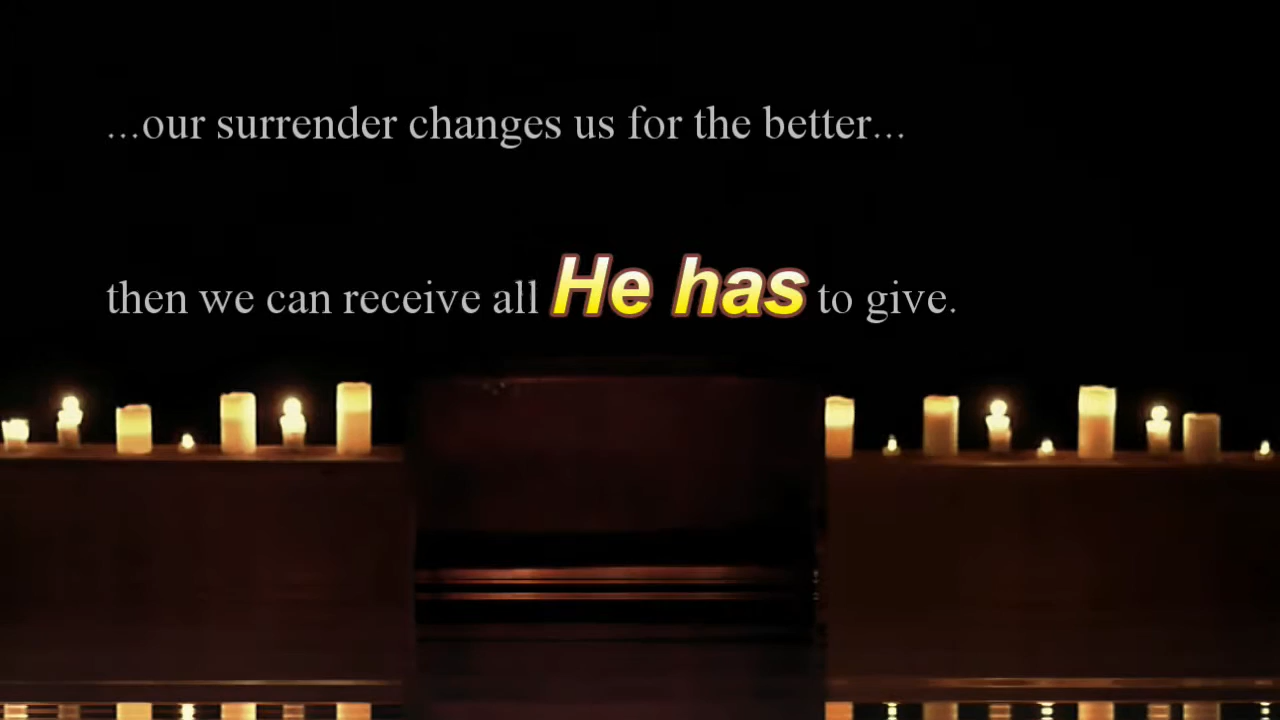 ...our surrender changes us for the better...
then we can receive all He has to give.